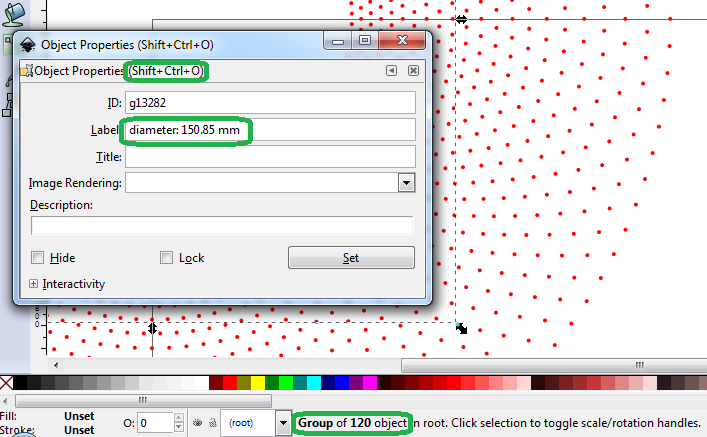 Object Properties (Shift+Ctrl+O)
Object Properties (Shift+Ctrl+O)
ID: g13282
Label diameter: 150.85 mm
Title:
Image Rendering:
Description:
Hide Lock Set
Interactivity
Fill: Unset
Stroke: Unset
O: 0 (root) Group of 120 object n root. Click selection to toggle scale/rotation handles.